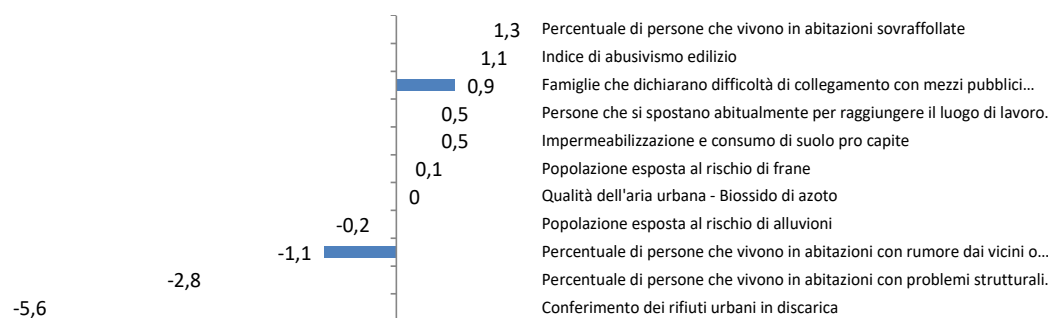 1,3 Percentuale di persone che vivono in abitazioni sovraffollate
1,1 Indice di abusivismo edilizio
0,9 Famiglie che dichiarano difficoltà di collegamento con mezzi pubblici…
0,5 Persone che si spostano abitualmente per raggiungere il luogo di lavoro.
0,5 Impermeabilizzazione e consumo di suolo pro capite
0,1 Popolazione esposta al rischio di frane
0 Qualità dell'aria urbana - Biossido di azoto
-0,2 Popolazione esposta al rischio di alluvioni
-1,1 Percentuale di persone che vivono in abitazioni con rumore dai vicini o…
-2,8 Percentuale di persone che vivono in abitazioni con problemi strutturali.
-5,6 Conferimento dei rifiuti urbani in discarica